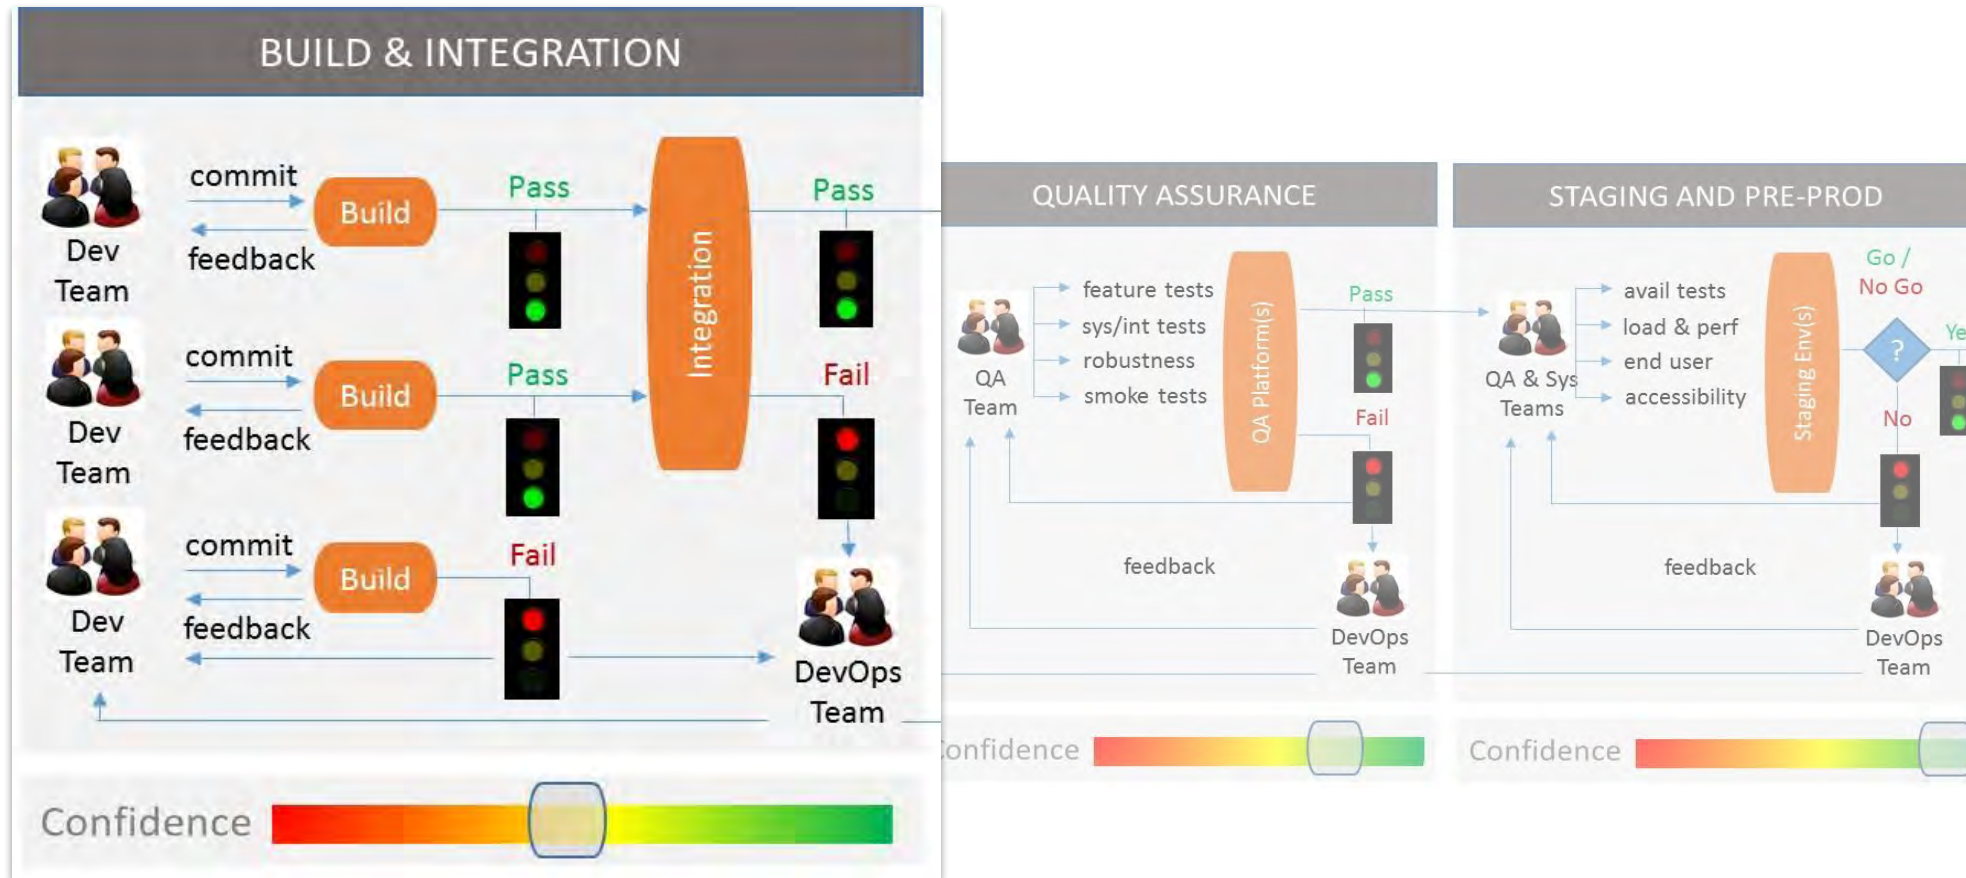 BUILD & INTEGRATION
commit
feedback
Dev
Team
Build
Pass
commit
feedback
Dev
Team
Build
Pass
commit
feedback
Dev
Team
Build
Fail
Integration
Pass
Fail
DevOps
Team
Confidence
QUALITY ASSURANCE
QA
Team
feature tests
sys/int tests
robustness
smoke tests
QA Platform(s)
Pass
Fail
feedback
DevOps
Team
Confidence
STAGING AND PRE-PROD
QA & Sys
Teams
avail tests
load & perf
end user
accessibility
Staging Env(s)
Go /
No Go
?
Ye
No
feedback
DevOps
Team
Confidence